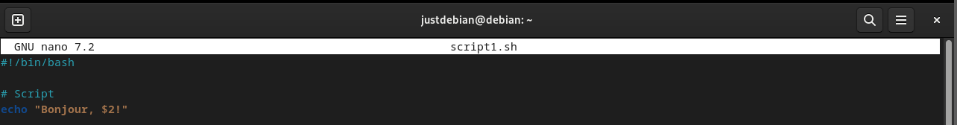 justdebian@debian: ~
GNU nano 7.2 script1.sh
#!/bin/bash
# Script
echo "Bonjour, $2!"